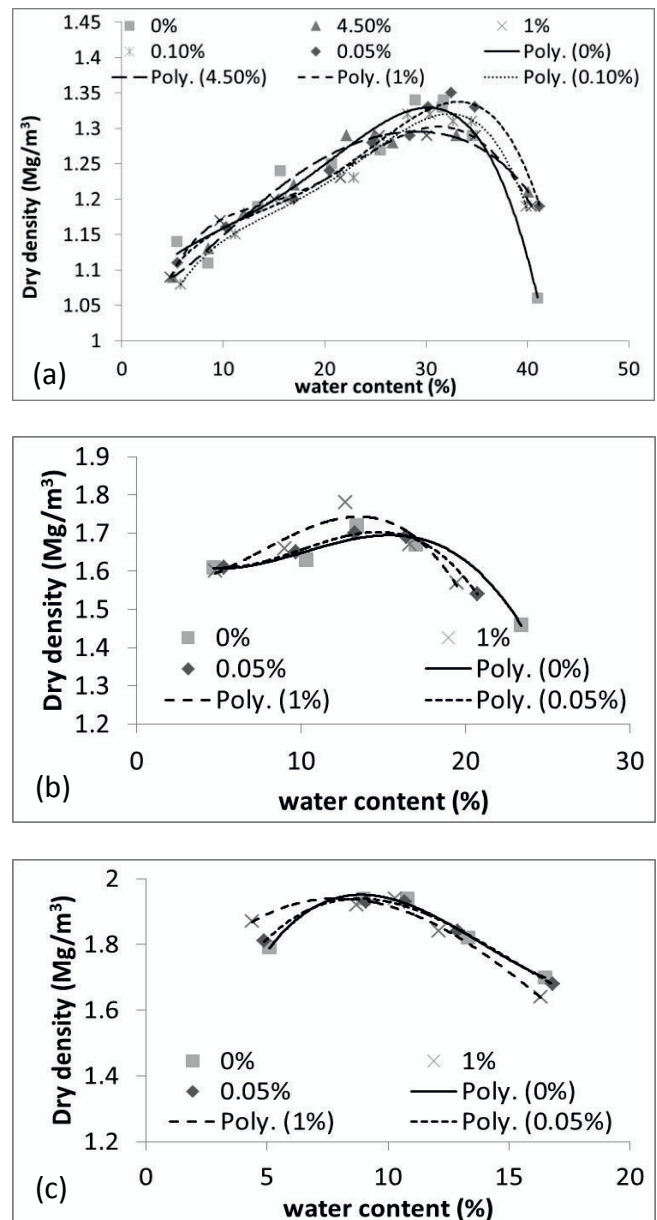 1.45
0% 4.50% 1%
1.4
0.10% 0.05% Poly. (0%)
Poly. (4.50%) Poly. (1%) Poly. (0.10%)
1.35
1.3
1.25
1.2
1.15
1.1
1.05
1
Dry density (Mg/m³)
0 10 20 30 40 50
water content (%)
(a)
1.9
1.8
1.7
1.6
1.5
1.4
1.3
1.2
Dry density (Mg/m³)
0% 1%
0.05% Poly. (0%)
Poly. (1%) Poly. (0.05%)
0 10 20 30
water content (%)
(b)
2
1.8
1.6
1.4
1.2
Dry density (Mg/m³)
0% 1%
0.05% Poly. (0%)
Poly. (1%) Poly. (0.05%)
0 5 10 15 20
water content (%)
(c)